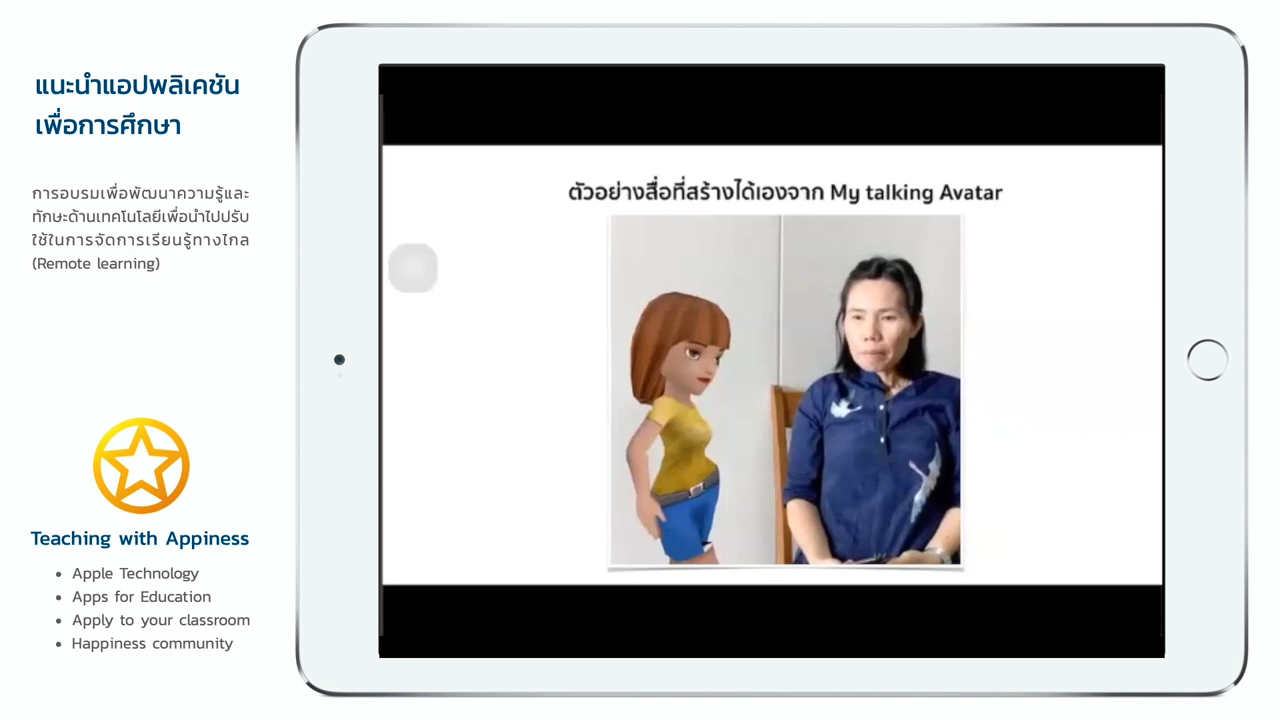 แนะนำแอปพลิเคชัน
เพื่อการศึกษา
การอบรมเพื่อพัฒนาความรู้และ
ทักษะด้านเทคโนโลยีเพื่อนำไปปรับ
ใช้ในการจัดการเรียนรู้ทางไกล
(Remote learning)
Teaching with Appiness
• Apple Technology
• Apps for Education
• Apply to your classroom
• Happiness community
ตัวอย่างสื่อที่สร้างได้เองจาก My talking Avatar